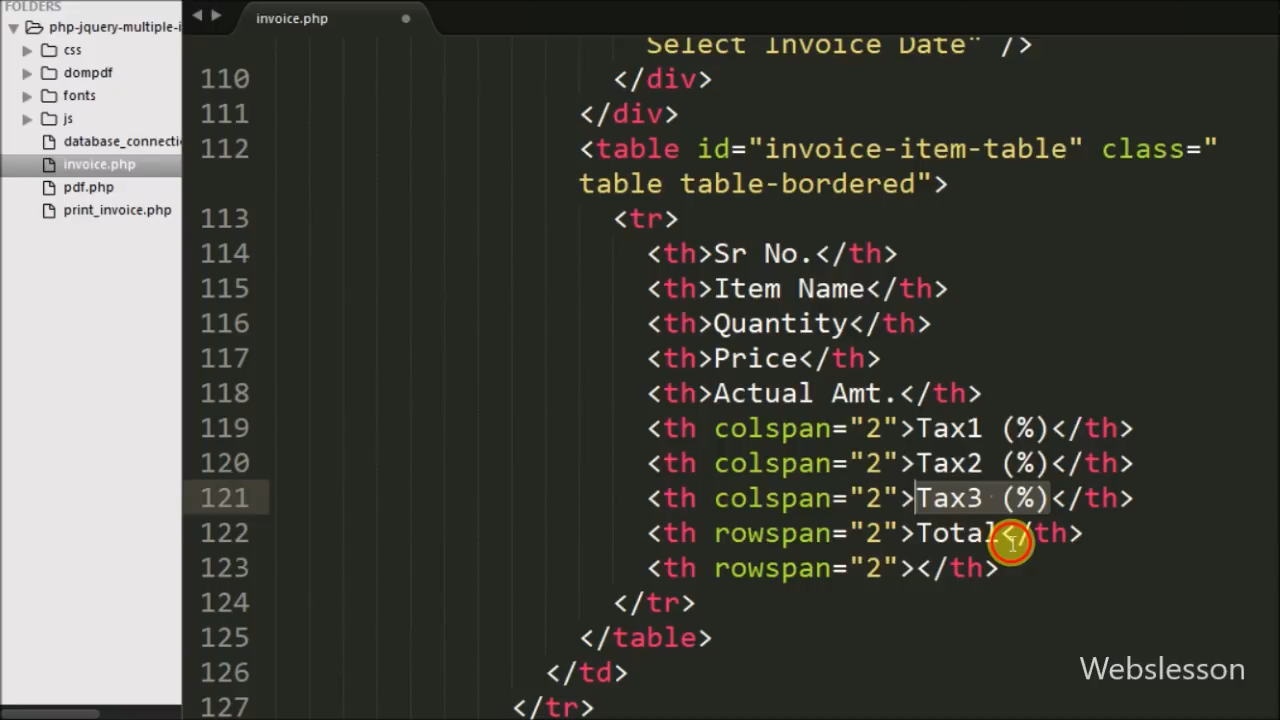 FOLDERS
php-jquery-multiple-i
css
dompdf
fonts
js
database_connecti
invoice.php
pdf.php
print_invoice.php
invoice.php
Select Invoice Date" />
110 </div>
111 </div>
112 <table id="invoice-item-table" class="
table table-bordered">
113 <tr>
114 <th>Sr No.</th>
115 <th>Item Name</th>
116 <th>Quantity</th>
117 <th>Price</th>
118 <th>Actual Amt.</th>
119 <th colspan="2">Tax1 (%)</th>
120 <th colspan="2">Tax2 (%)</th>
121 <th colspan="2">Tax3 (%)</th>
122 <th rowspan="2">Total</th>
123 <th rowspan="2"></th>
124 </tr>
125 </table>
126 </td>
127 </tr>
Webslesson